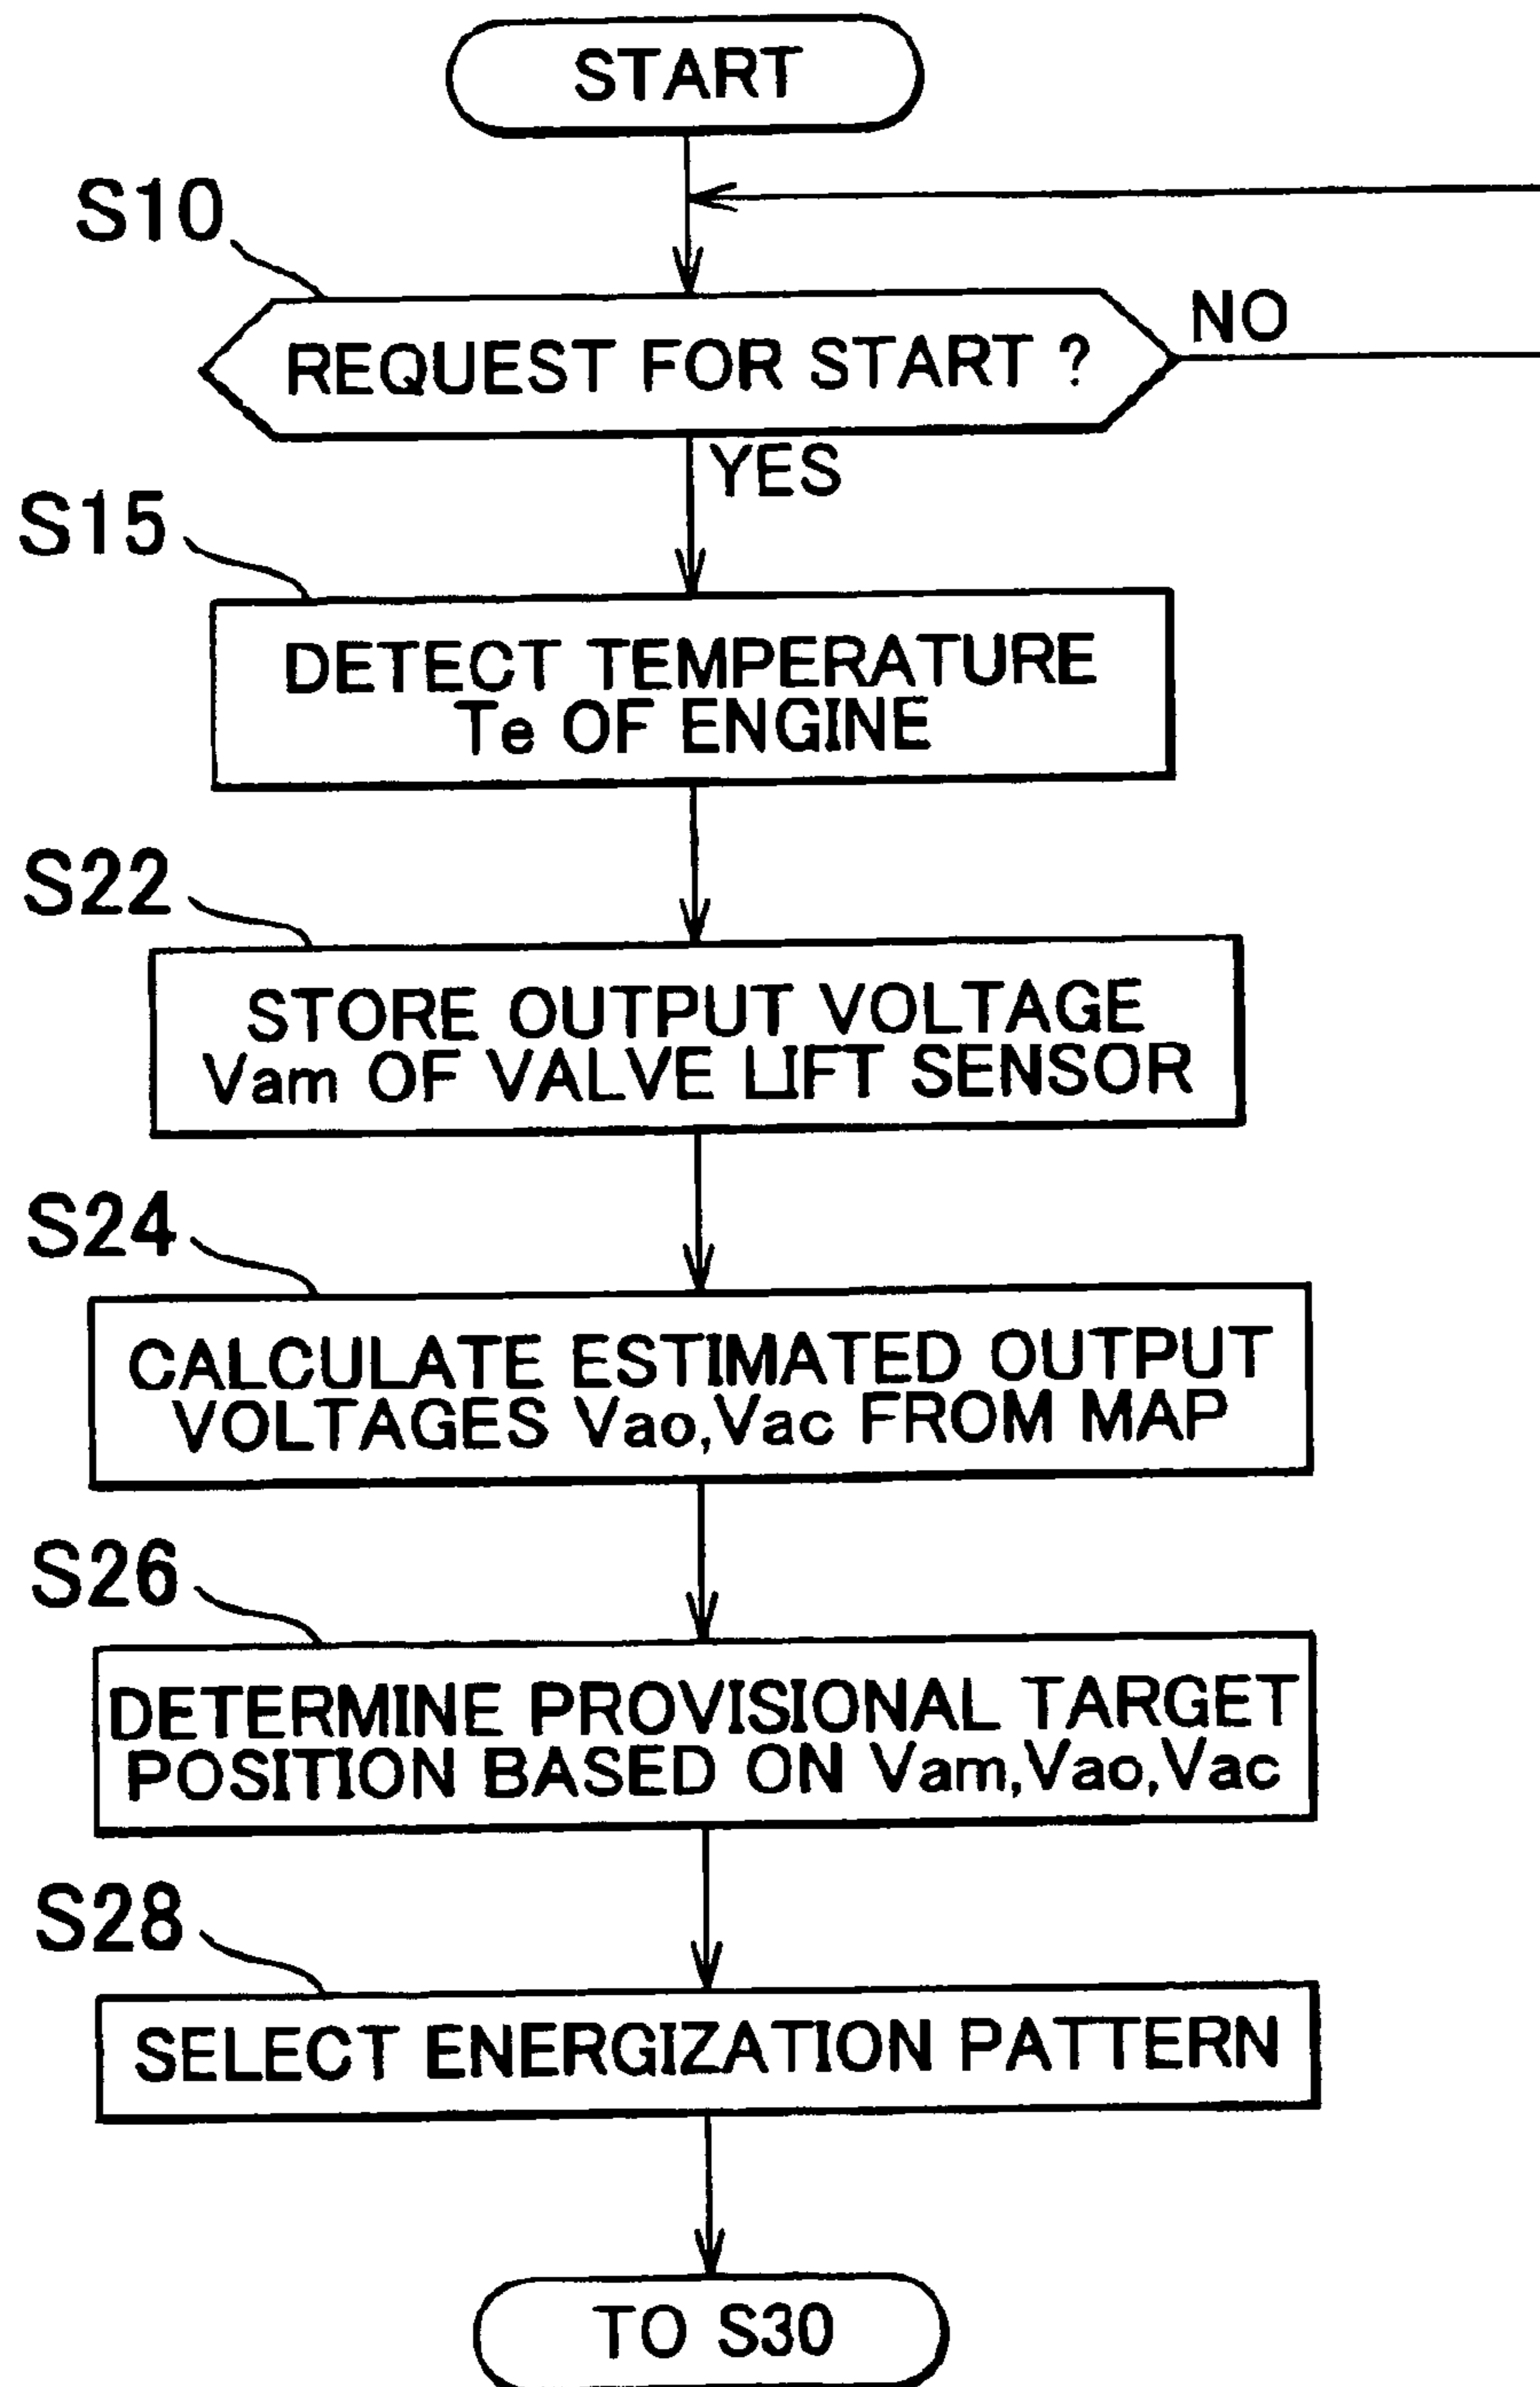 START
S10
REQUEST FOR START ?
NO
YES
S15
DETECT TEMPERATURE
Te OF ENGINE
S22
STORE OUTPUT VOLTAGE
Vam OF VALVE LIFT SENSOR
S24
CALCULATE ESTIMATED OUTPUT
VOLTAGES Vao,Vac FROM MAP
S26
DETERMINE PROVISIONAL TARGET
POSITION BASED ON Vam,Vao,Vac
S28
SELECT ENERGIZATION PATTERN
TO S30